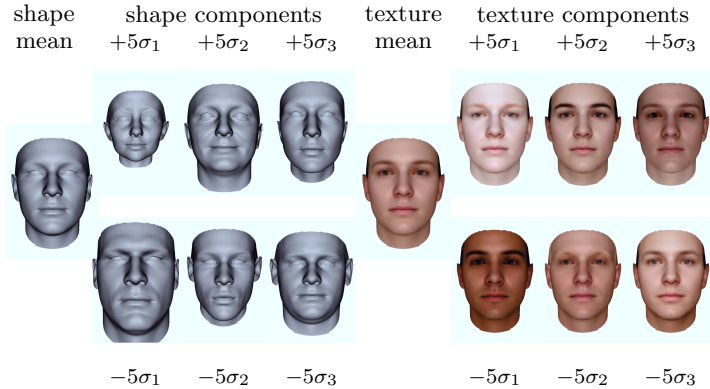 shape shape components texture texture components
mean +5σ₁ +5σ₂ +5σ₃ mean +5σ₁ +5σ₂ +5σ₃
−5σ₁ −5σ₂ −5σ₃ −5σ₁ −5σ₂ −5σ₃